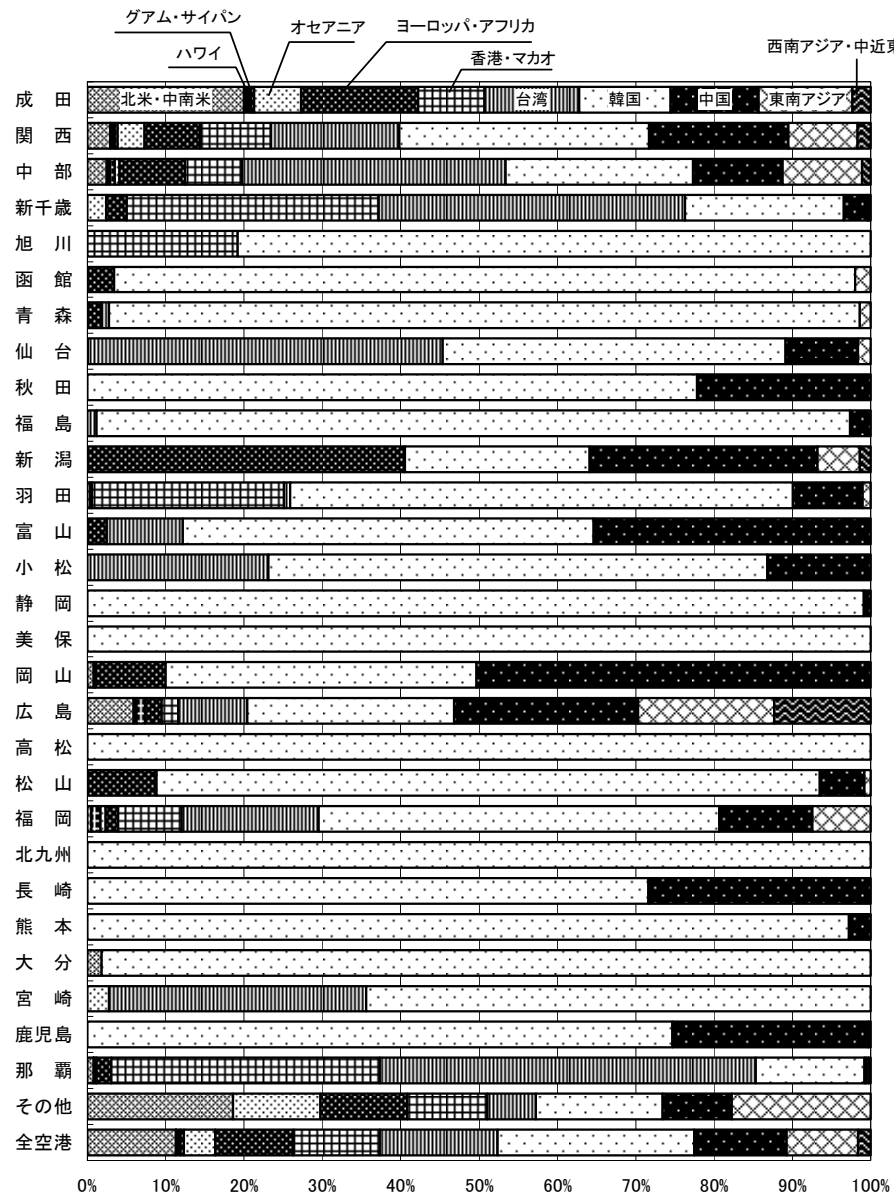 グアム・サイパン
ハワイ
オセアニア
ヨーロッパ・アフリカ
香港・マカオ
西南アジア・中近東
成田 北米・中南米 台湾 韓国 中国 東南アジア
関西
中部
新千歳
旭川
函館
青森
仙台
秋田
福島
新潟
羽田
富山
小松
静岡
美保
岡山
広島
高松
松山
福岡
北九州
長崎
熊本
大分
宮崎
鹿児島
那覇
その他
全空港
0% 10% 20% 30% 40% 50% 60% 70% 80% 90% 100%